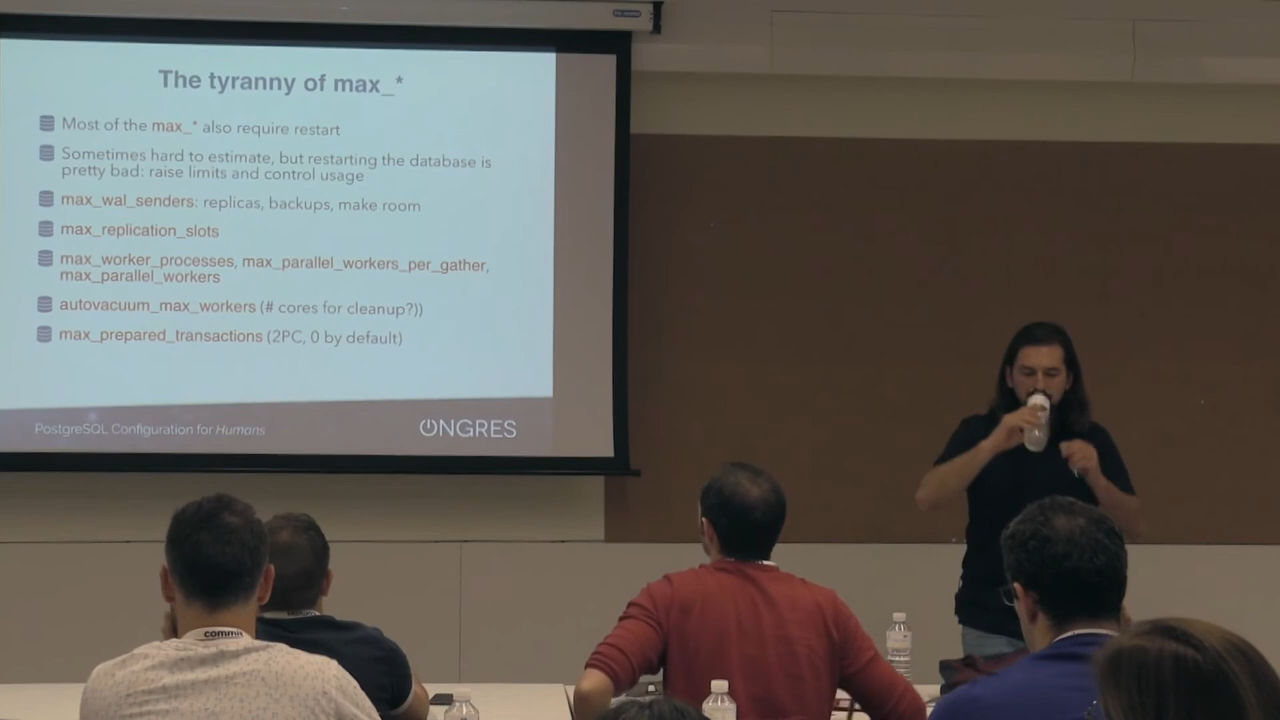 The tyranny of max_*
Most of the max_* also require restart
Sometimes hard to estimate, but restarting the database is
pretty bad: raise limits and control usage
max_wal_senders: replicas, backups, make room
max_replication_slots
max_worker_processes, max_parallel_workers_per_gather,
max_parallel_workers
autovacuum_max_workers (# cores for cleanup?))
max_prepared_transactions (2PC, 0 by default)
PostgreSQL Configuration for Humans
ONGRES
commit